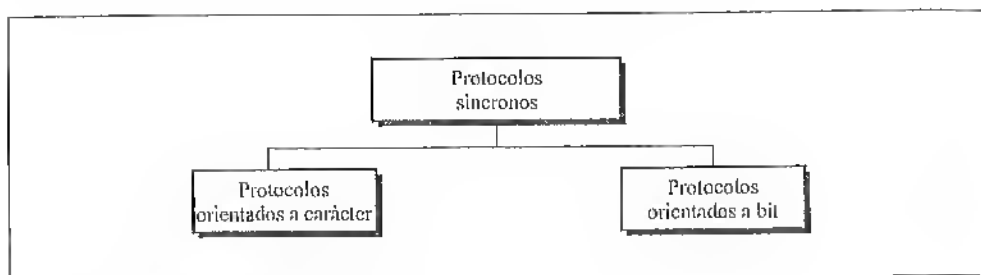 Protocolos
síncronos
Protocolos
orientados a carácter
Protocolos
orientados a bit